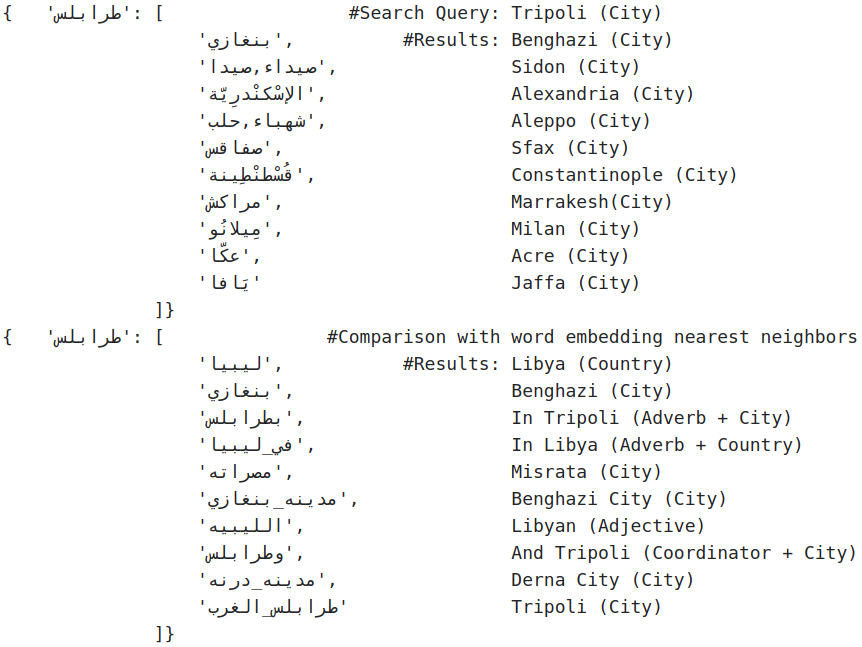 { 'طرابلس': [ #Search Query: Tripoli (City)
'بنغازي', #Results: Benghazi (City)
'صيداء,صيدا', Sidon (City)
'الإسْكنْدرِيّة', Alexandria (City)
'شهباء,حلب', Aleppo (City)
'صفاقس', Sfax (City)
'قُسْطنْطِينة', Constantinople (City)
'مراكش', Marrakesh(City)
'مِيلانُو', Milan (City)
'عكّا', Acre (City)
'يَافا' Jaffa (City)
]}
{ 'طرابلس': [ #Comparison with word embedding nearest neighbors
'ليبيا', #Results: Libya (Country)
'بنغازي', Benghazi (City)
'بطرابلس', In Tripoli (Adverb + City)
'في_ليبيا', In Libya (Adverb + Country)
'مصراته', Misrata (City)
'مدينه_بنغازي', Benghazi City (City)
'الليبيه', Libyan (Adjective)
'وطرابلس', And Tripoli (Coordinator + City)
'مدينه_درنه', Derna City (City)
'طرابلس_الغرب' Tripoli (City)
]}